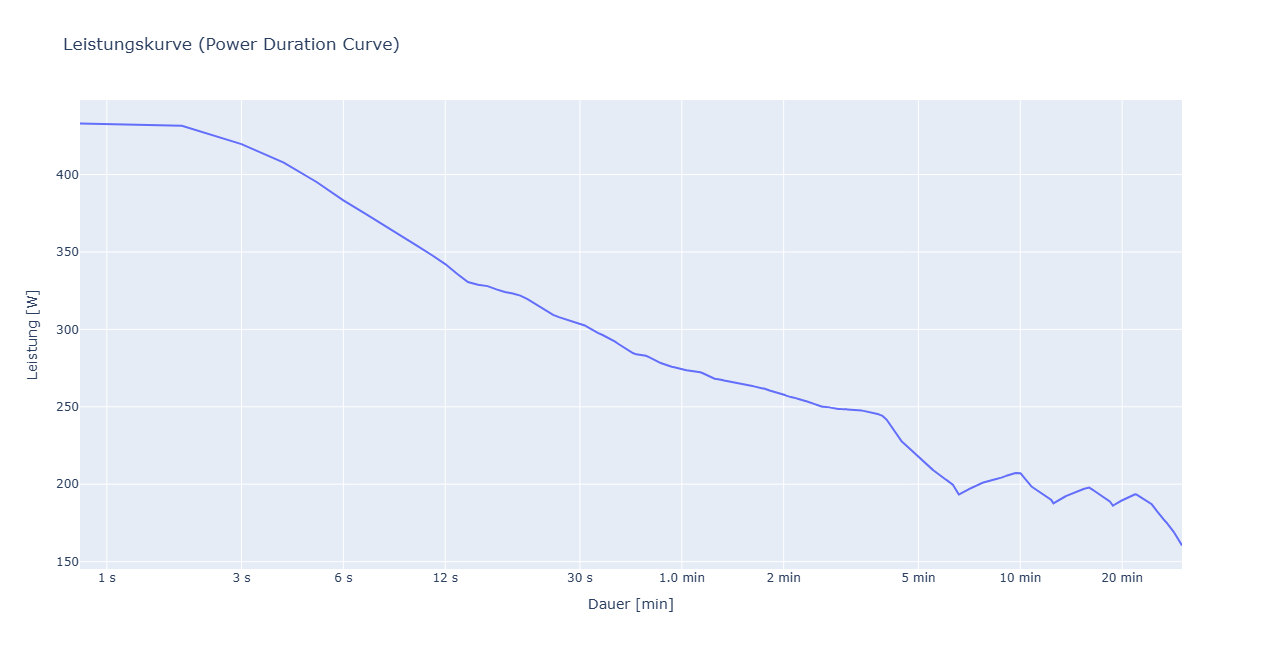 Leistungskurve (Power Duration Curve)
Leistung [W]
400
350
300
250
200
150
1 s 3 s 6 s 12 s 30 s 1.0 min 2 min 5 min 10 min 20 min
Dauer [min]